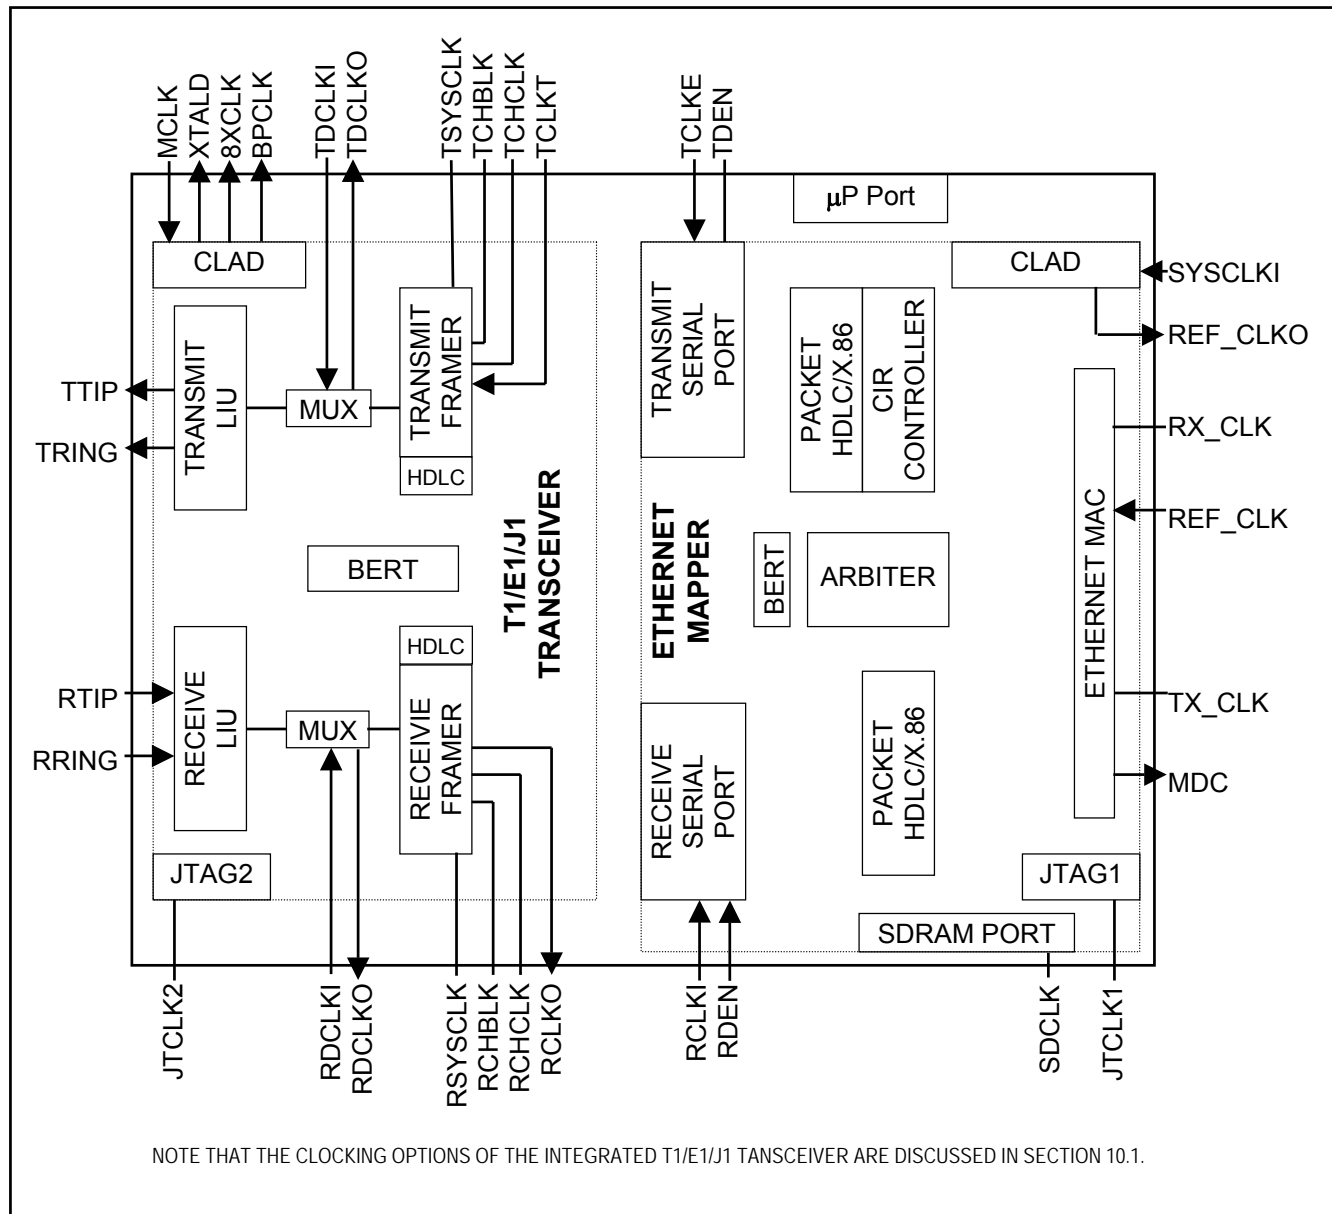 MCLK
XTALD
8XCLK
BPCLK
TDCLKI
TDCLKO
TSYSCLK
TCHBLK
TCHCLK
TCLKT
TCLKE
TDEN
μP Port
CLAD
CLAD
SYSCLKI
REF_CLKO
TRANSMIT
LIU
TTIP
TRING
MUX
TRANSMIT
FRAMER
HDLC
TRANSMIT
SERIAL
PORT
PACKET
HDLC/X.86
CIR
CONTROLLER
RX_CLK
REF_CLK
ETHERNET MAC
BERT
T1/E1/J1
TRANSCEIVER
ETHERNET
MAPPER
BERT
ARBITER
HDLC
RTIP
RRING
RECEIVE
LIU
MUX
RECEIVIE
FRAMER
RECEIVE
SERIAL
PORT
PACKET
HDLC/X.86
TX_CLK
MDC
JTAG2
JTAG1
SDRAM PORT
JTCLK2
RDCLKI
RDCLKO
RSYSCLK
RCHBLK
RCHCLK
RCLKO
RCLKI
RDEN
SDCLK
JTCLK1
NOTE THAT THE CLOCKING OPTIONS OF THE INTEGRATED T1/E1/J1 TANSCEIVER ARE DISCUSSED IN SECTION 10.1.